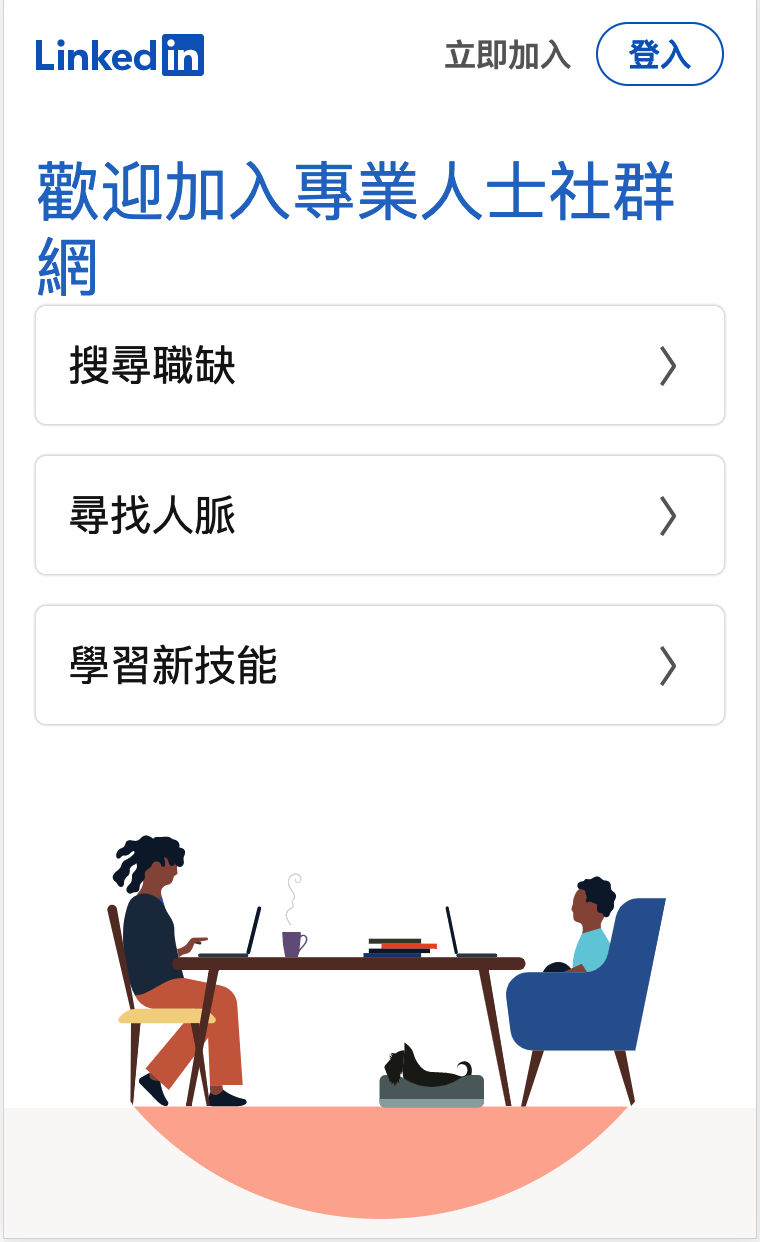 LinkedIn
立即加入
登入
歡迎加入專業人士社群
網
搜尋職缺
尋找人脈
學習新技能